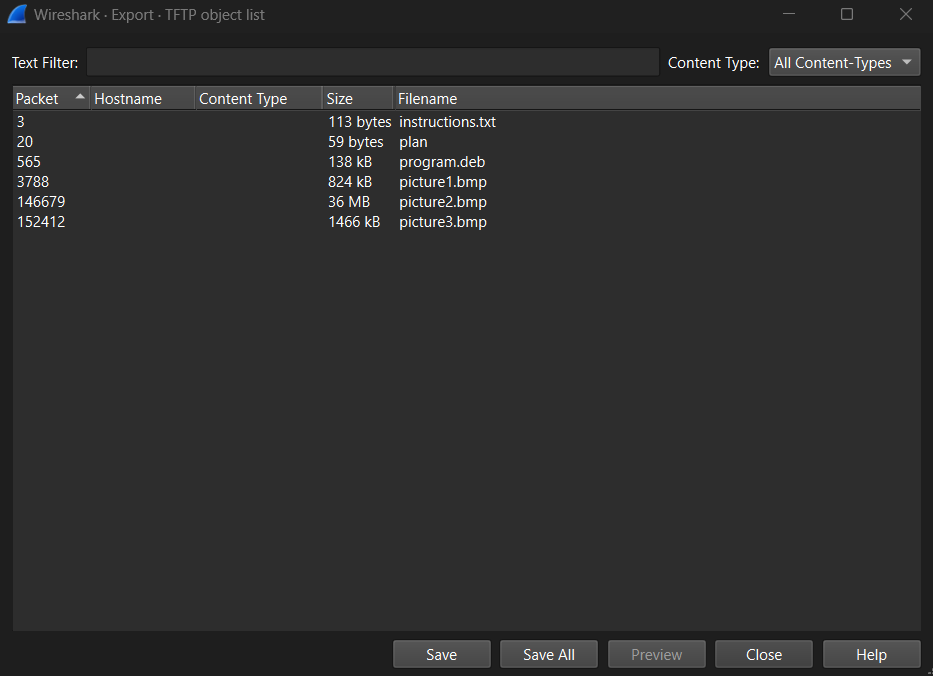 Wireshark · Export · TFTP object list
Text Filter: Content Type: All Content-Types
Packet Hostname Content Type Size Filename
3 113 bytes instructions.txt
20 59 bytes plan
565 138 kB program.deb
3788 824 kB picture1.bmp
146679 36 MB picture2.bmp
152412 1466 kB picture3.bmp
Save Save All Preview Close Help